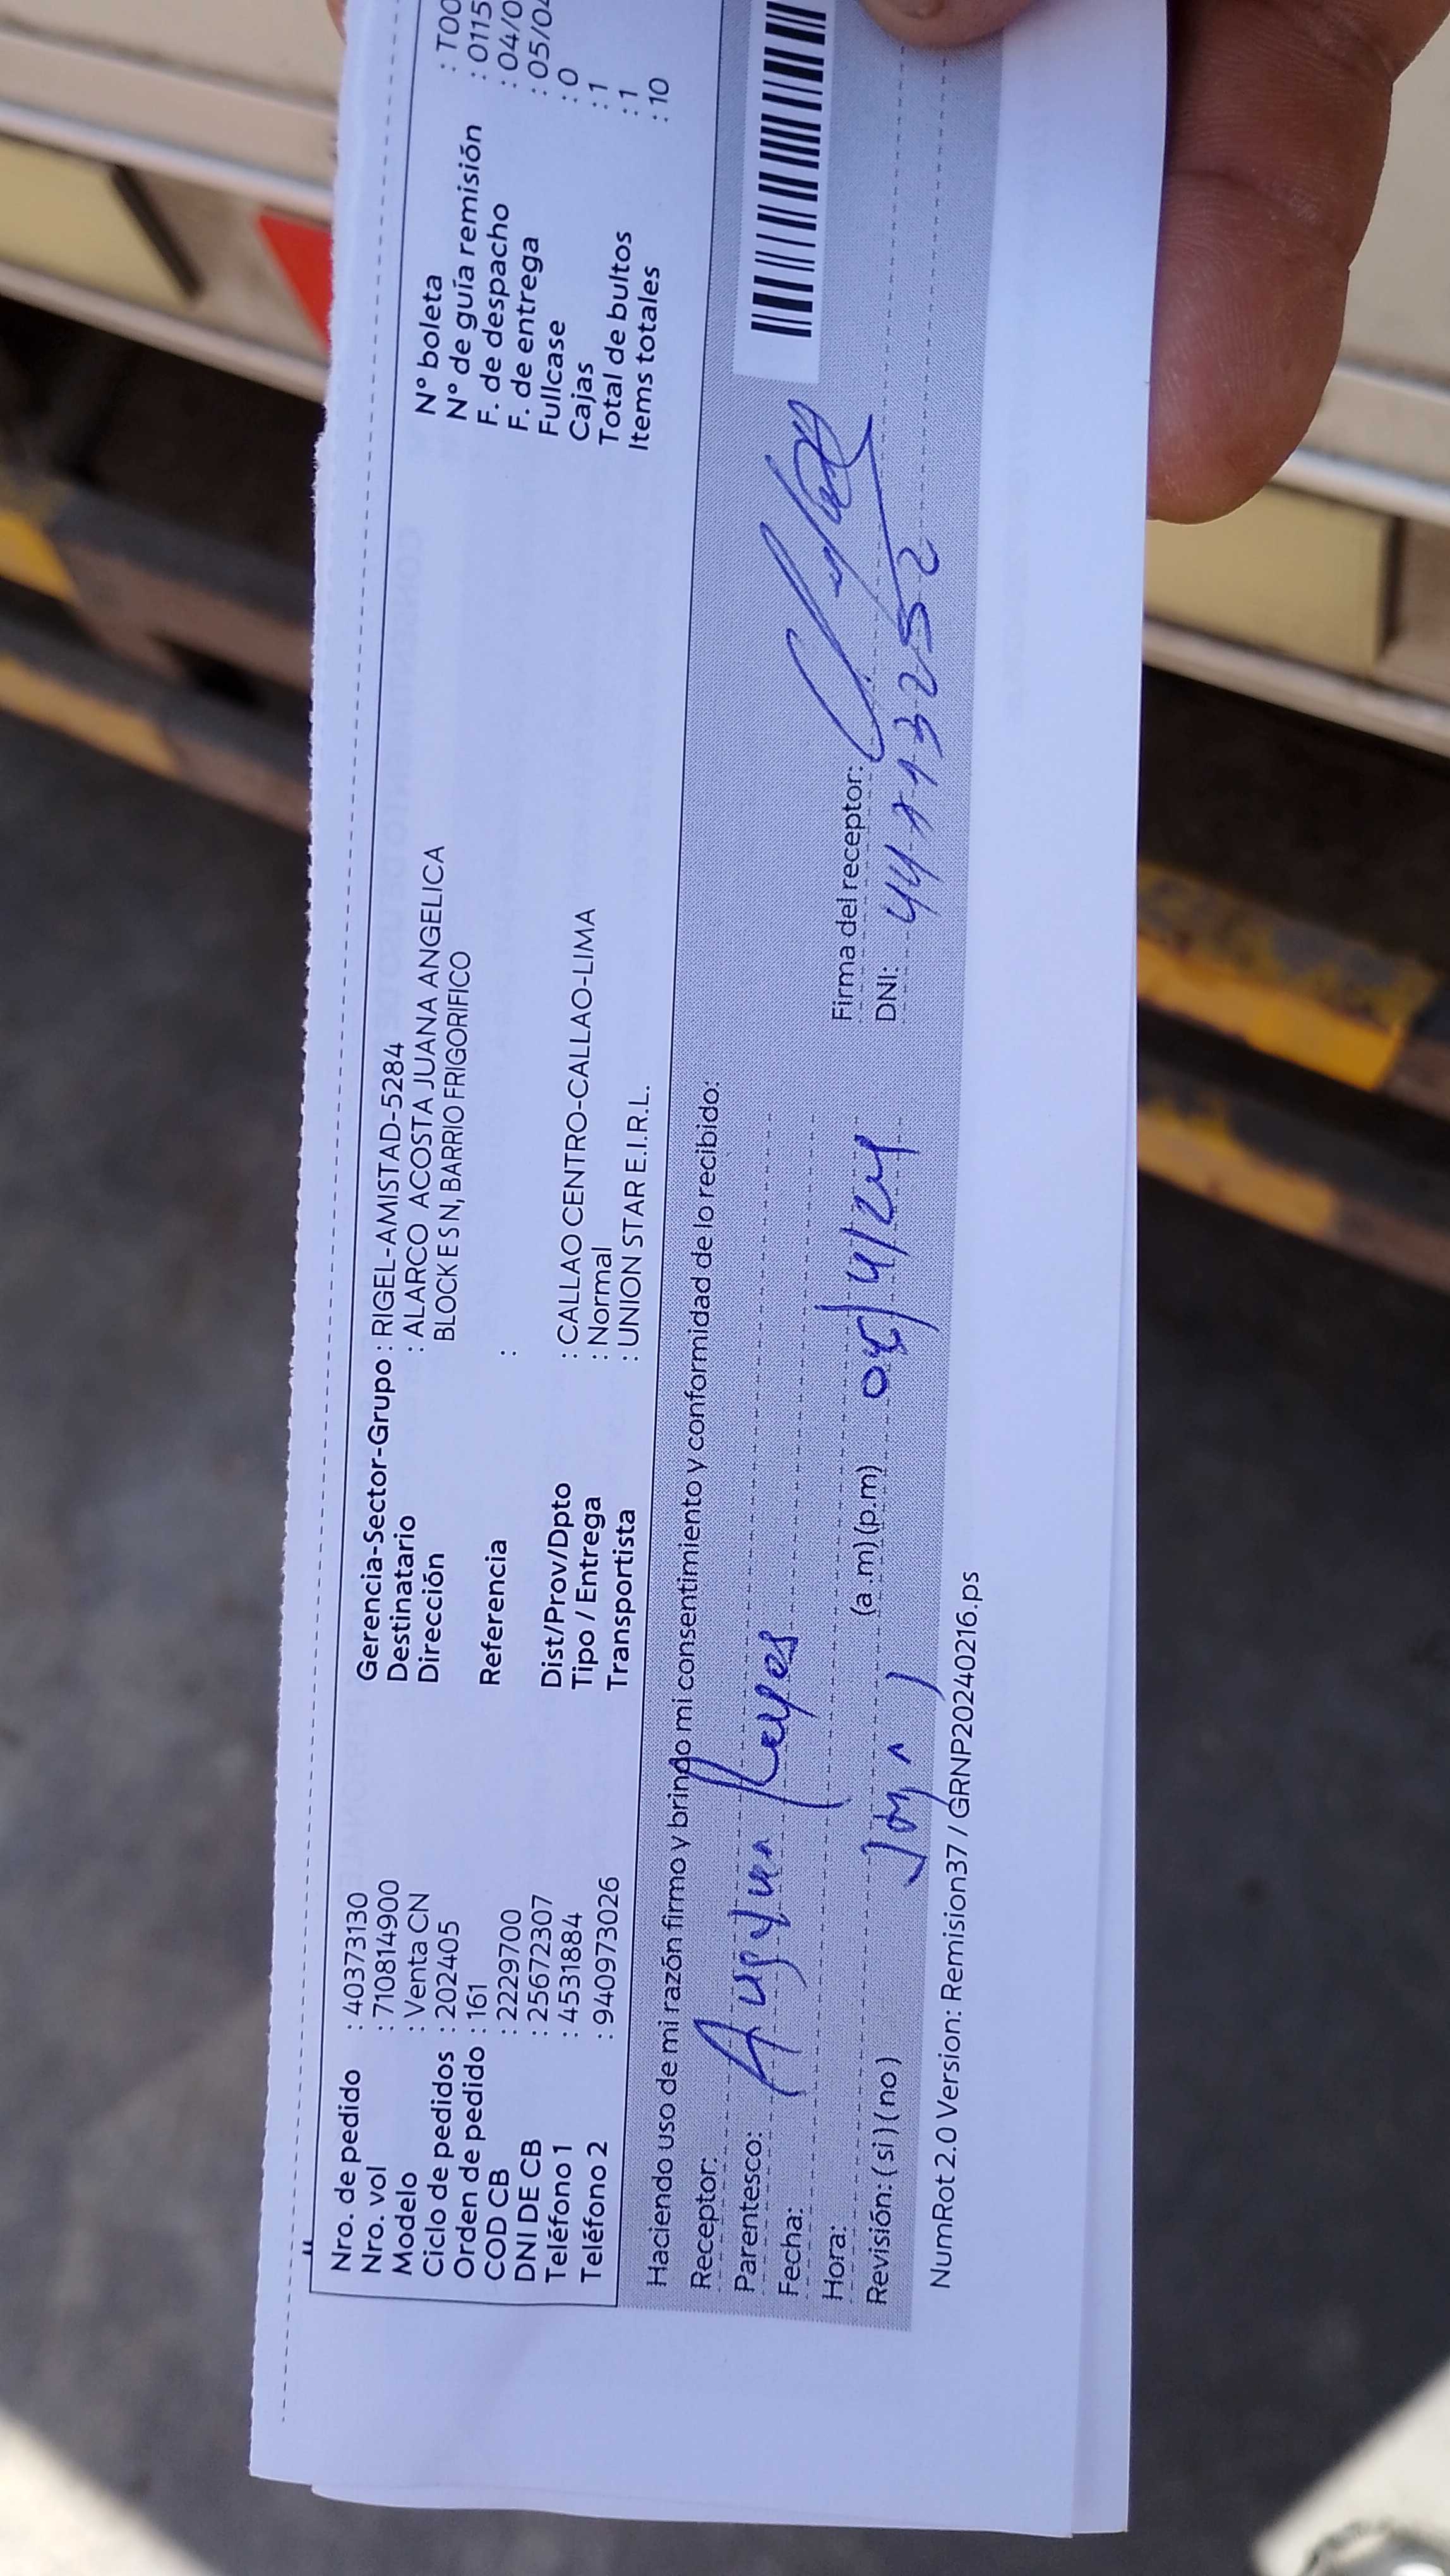 Nro. de pedido : 40373130
Nro. vol : 710814900
Modelo : Venta CN
Ciclo de pedidos : 202405
Orden de pedido : 161
COD CB : 2229700
DNI DE CB : 25672307
Teléfono 1 : 4531884
Teléfono 2 : 940973026
Gerencia-Sector-Grupo : RIGEL-AMISTAD-5284
Destinatario : ALARCO ACOSTA JUANA ANGELICA
Dirección BLOCK E S N, BARRIO FRIGORIFICO
Referencia :
Dist/Prov/Dpto : CALLAO CENTRO-CALLAO-LIMA
Tipo / Entrega : Normal
Transportista : UNION STAR E.I.R.L.
N° boleta : T00
N° de guía remisión : 0115
F. de despacho : 04/0
F. de entrega : 05/04
Fullcase : 0
Cajas : 1
Total de bultos : 1
Items totales : 10
Haciendo uso de mi razón firmo y brindo mi consentimiento y conformidad de lo recibido:
Receptor:
Parentesco: Reyes
Fecha:
Hora: (a .m) (p.m) 05/4/24 Firma del receptor:
Revisión: ( si ) ( no ) DNI:
NumRot 2.0 Version: Remision37 / GRNP20240216.ps